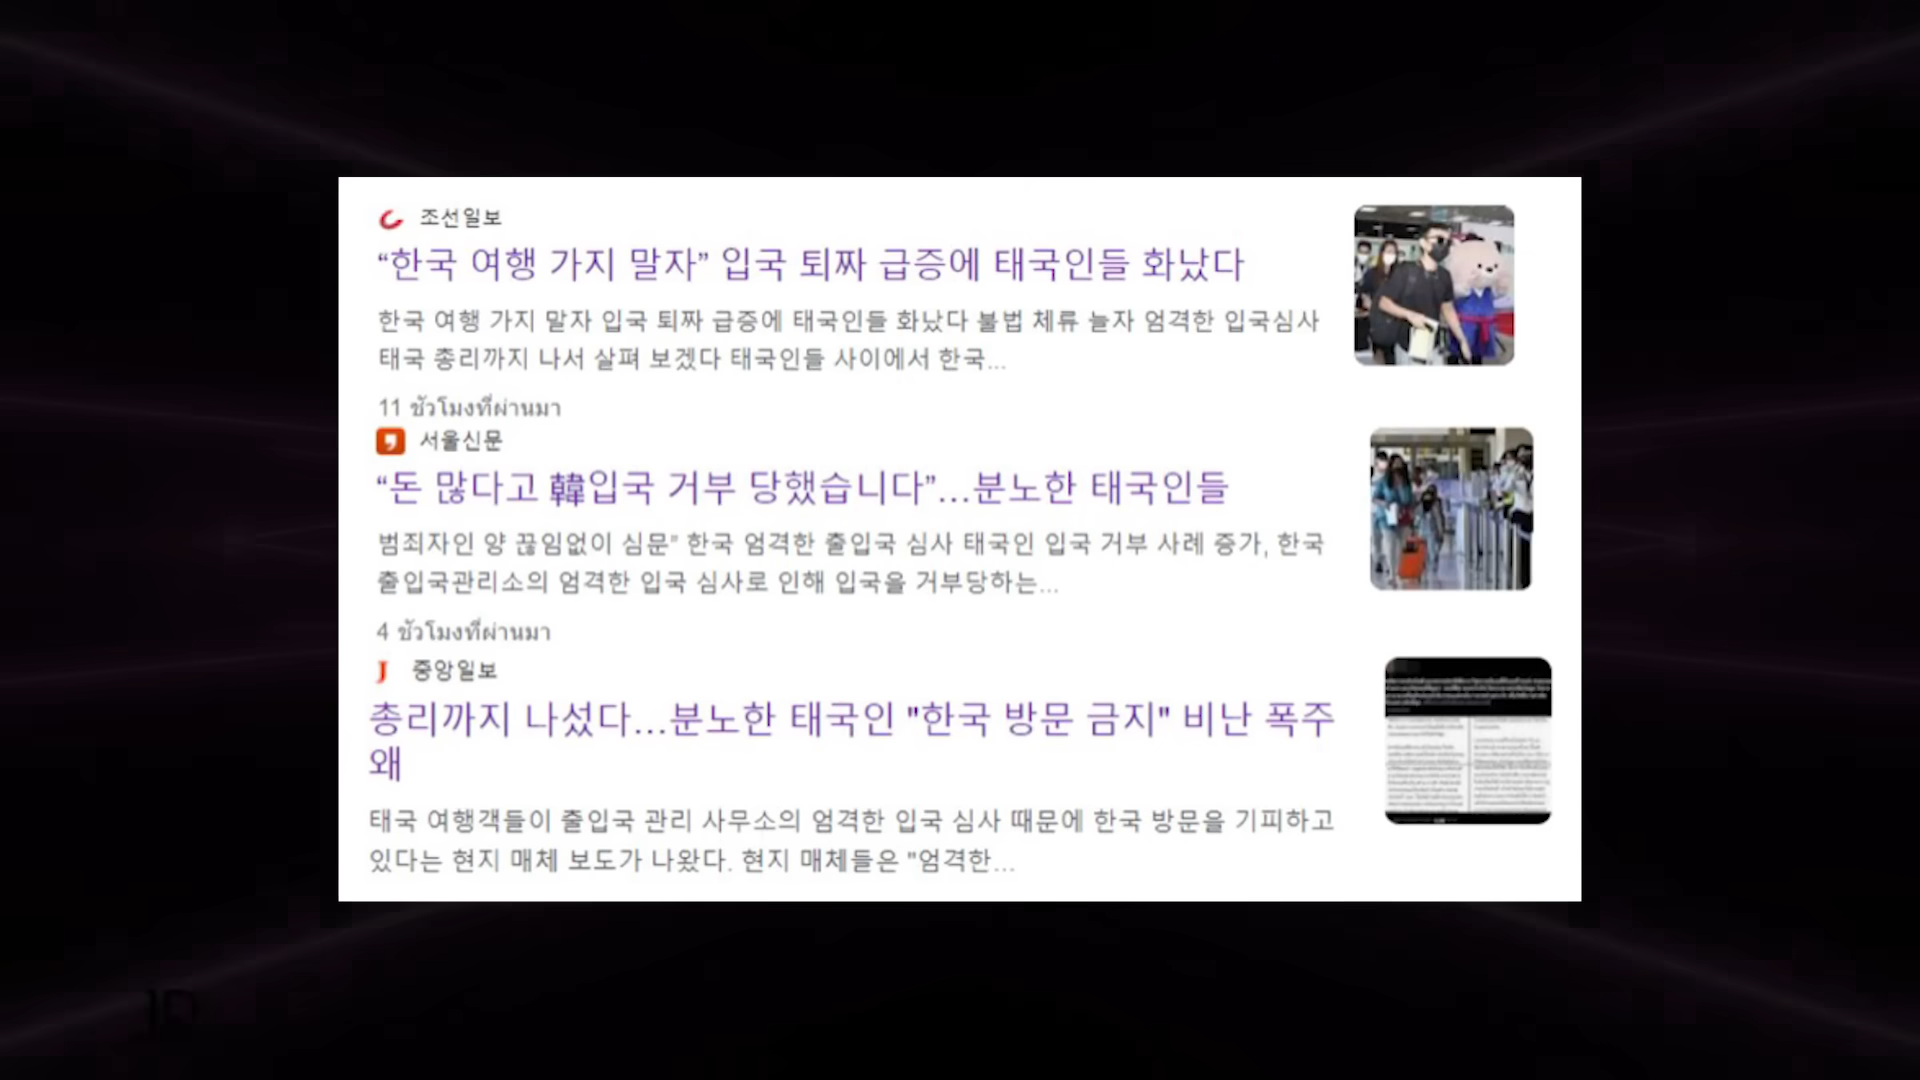 조선일보
“한국 여행 가지 말자” 입국 퇴짜 급증에 태국인들 화났다
한국 여행 가지 말자 입국 퇴짜 급증에 태국인들 화났다 불법 체류 늘자 엄격한 입국심사
태국 총리까지 나서 살펴 보겠다 태국인들 사이에서 한국...
11 ชั่วโมงที่ผ่านมา
서울신문
“돈 많다고 韓입국 거부 당했습니다”...분노한 태국인들
범죄자인 양 끊임없이 심문” 한국 엄격한 출입국 심사 태국인 입국 거부 사례 증가, 한국
출입국관리소의 엄격한 입국 심사로 인해 입국을 거부당하는...
4 ชั่วโมงที่ผ่านมา
중앙일보
총리까지 나섰다...분노한 태국인 "한국 방문 금지" 비난 폭주
왜
태국 여행객들이 출입국 관리 사무소의 엄격한 입국 심사 때문에 한국 방문을 기피하고
있다는 현지 매체 보도가 나왔다. 현지 매체들은 "엄격한...